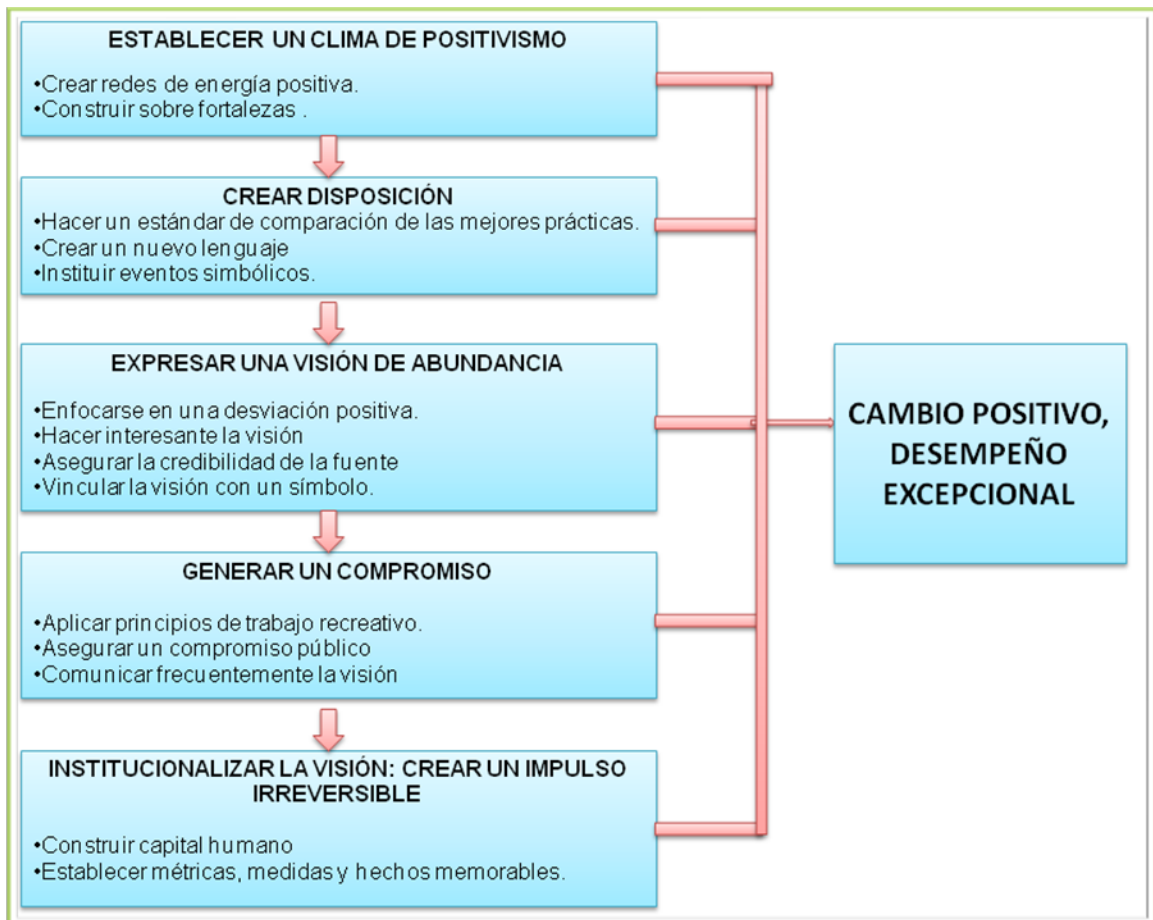 ESTABLECER UN CLIMA DE POSITIVISMO
•Crear redes de energía positiva.
•Construir sobre fortalezas .
CREAR DISPOSICIÓN
•Hacer un estándar de comparación de las mejores prácticas.
•Crear un nuevo lenguaje
•Instituir eventos simbólicos.
EXPRESAR UNA VISIÓN DE ABUNDANCIA
•Enfocarse en una desviación positiva.
•Hacer interesante la visión
•Asegurar la credibilidad de la fuente
•Vincular la visión con un símbolo.
GENERAR UN COMPROMISO
•Aplicar principios de trabajo recreativo.
•Asegurar un compromiso público
•Comunicar frecuentemente la visión
INSTITUCIONALIZAR LA VISIÓN: CREAR UN IMPULSO
IRREVERSIBLE
•Construir capital humano
•Establecer métricas, medidas y hechos memorables.
CAMBIO POSITIVO,
DESEMPEÑO
EXCEPCIONAL